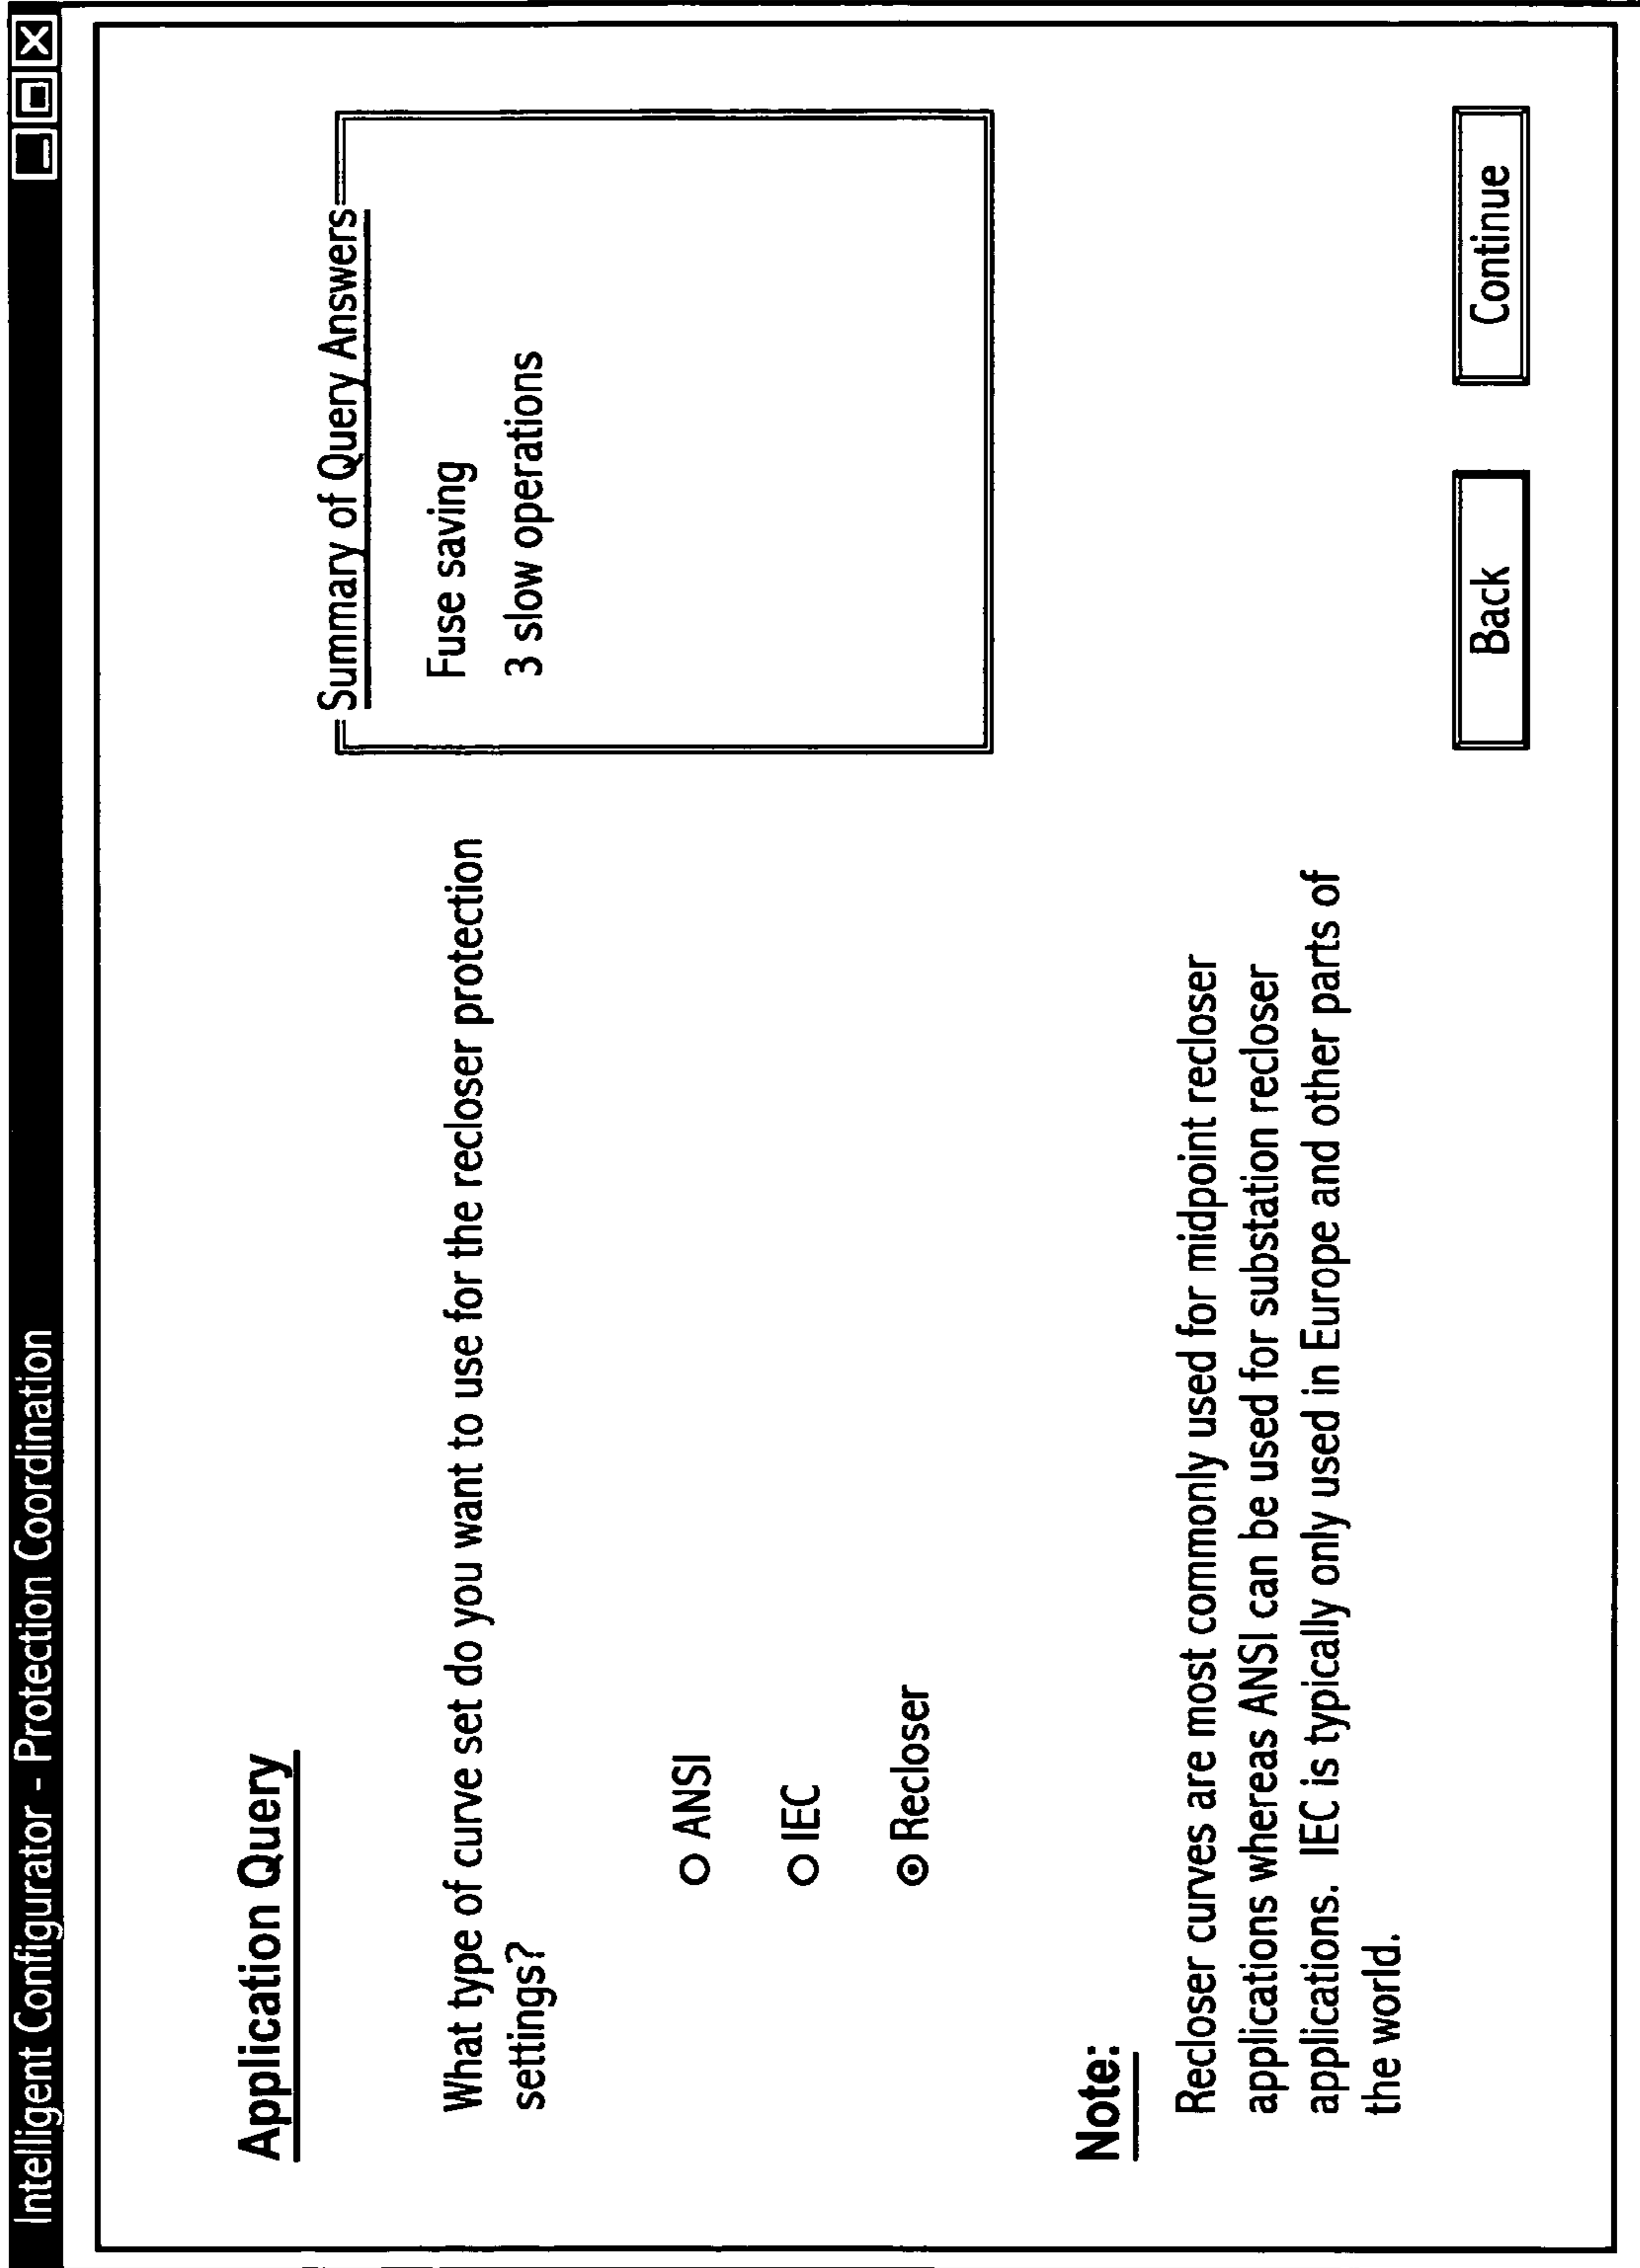 Intelligent Configurator - Protection Coordination
Application Query
What type of curve set do you want to use for the recloser protection
settings?
ANSI
IEC
Recloser
Summary of Query Answers
Fuse saving
3 slow operations
Note:
Recloser curves are most commonly used for midpoint recloser
applications whereas ANSI can be used for substation recloser
applications. IEC is typically only used in Europe and other parts of
the world.
Back
Continue